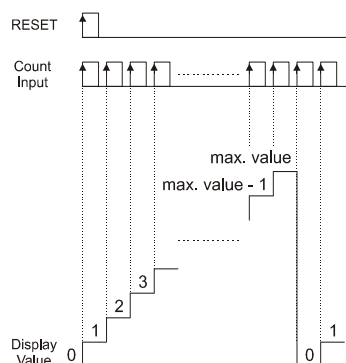 RESET
Count
Input
max. value
max. value - 1
3
2
1
1
Display
Value
0
0